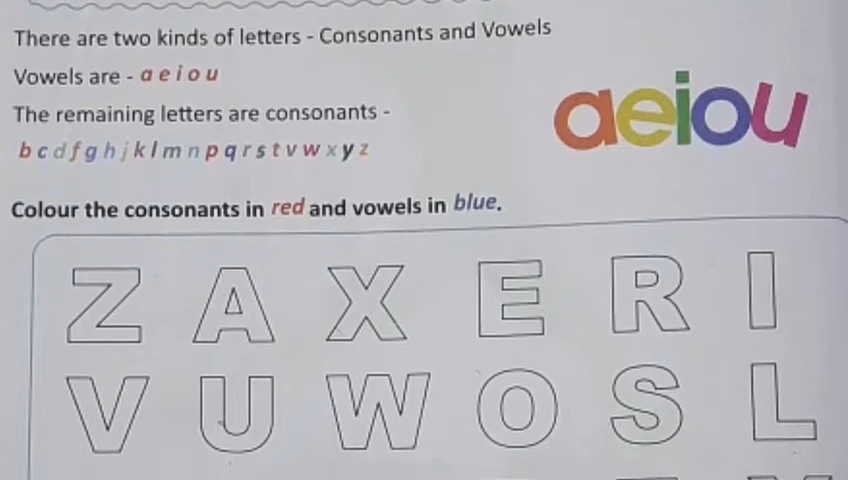 There are two kinds of letters - Consonants and Vowels
Vowels are - a e i o u
The remaining letters are consonants -
b c d f g h j k l m n p q r s t v w x y z
aeiou
Colour the consonants in red and vowels in blue.
Z A X E R I
V U W O S L